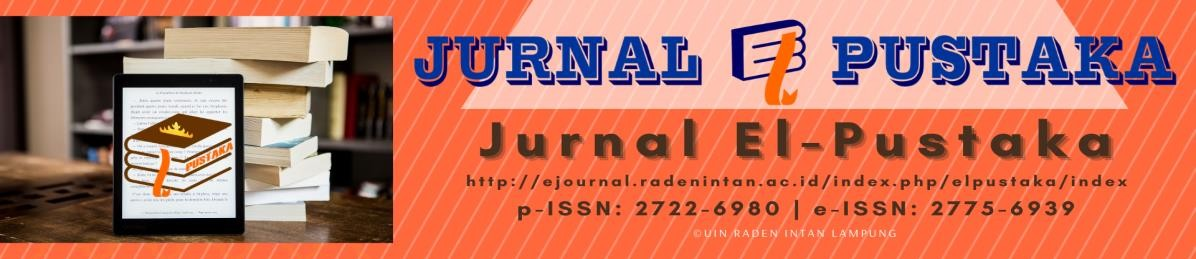 JURNAL El PUSTAKA
Jurnal El-Pustaka
http://ejournal.radenintan.ac.id/index.php/elpustaka/index
p-ISSN: 2722-6980 | e-ISSN: 2775-6939
©UIN RADEN INTAN LAMPUNG
PUSTAKA